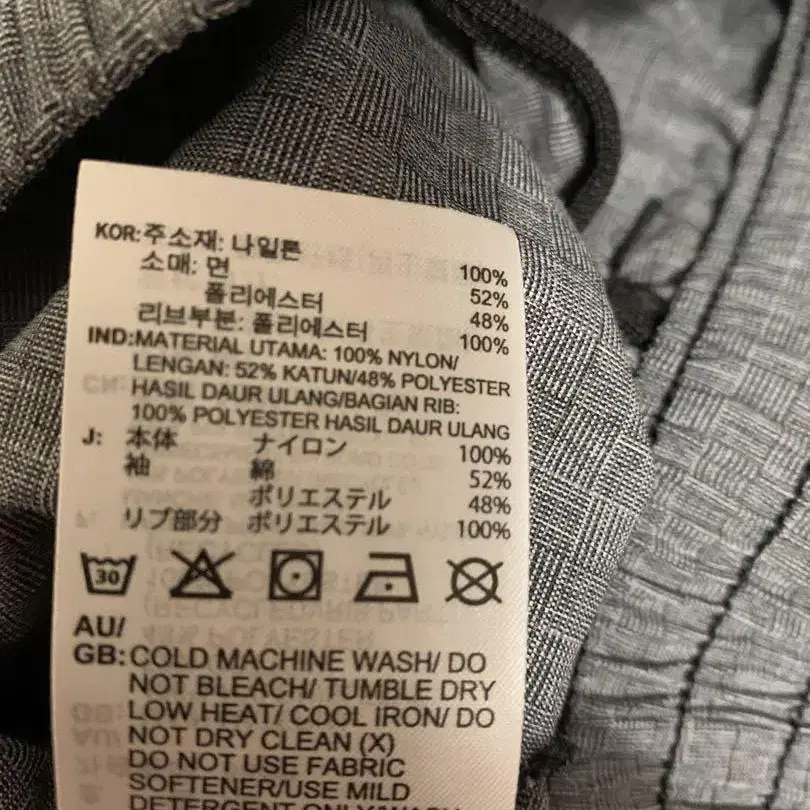 KOR:주소재: 나일론 100%
소매: 면 52%
폴리에스터 48%
리브부분: 폴리에스터 100%
IND:MATERIAL UTAMA: 100% NYLON/
LENGAN: 52% KATUN/48% POLYESTER
HASIL DAUR ULANG/BAGIAN RIB:
100% POLYESTER HASIL DAUR ULANG
J: 本体 ナイロン 100%
袖 綿 52%
ポリエステル 48%
リブ部分 ポリエステル 100%
30
AU/
GB:COLD MACHINE WASH/ DO
NOT BLEACH/ TUMBLE DRY
LOW HEAT/ COOL IRON/ DO
NOT DRY CLEAN (X)
DO NOT USE FABRIC
SOFTENER/USE MILD
DETERGENT ONLY/WASH